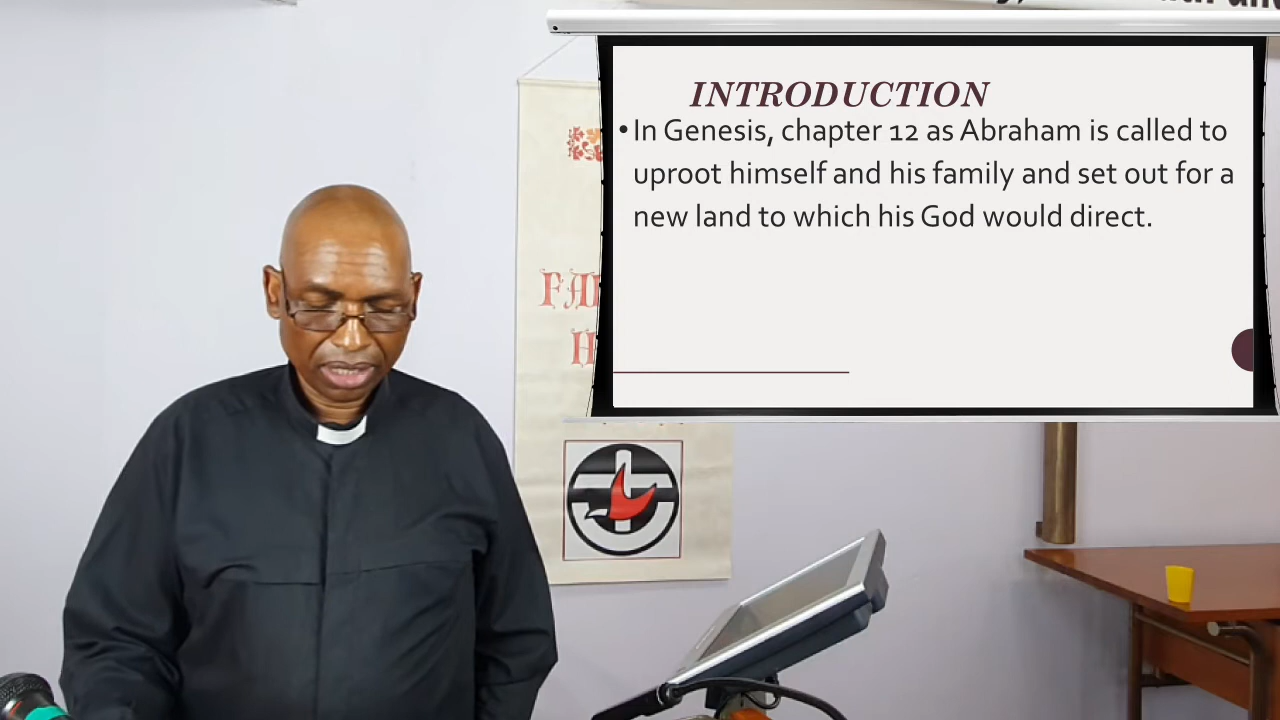 INTRODUCTION
• In Genesis, chapter 12 as Abraham is called to
uproot himself and his family and set out for a
new land to which his God would direct.